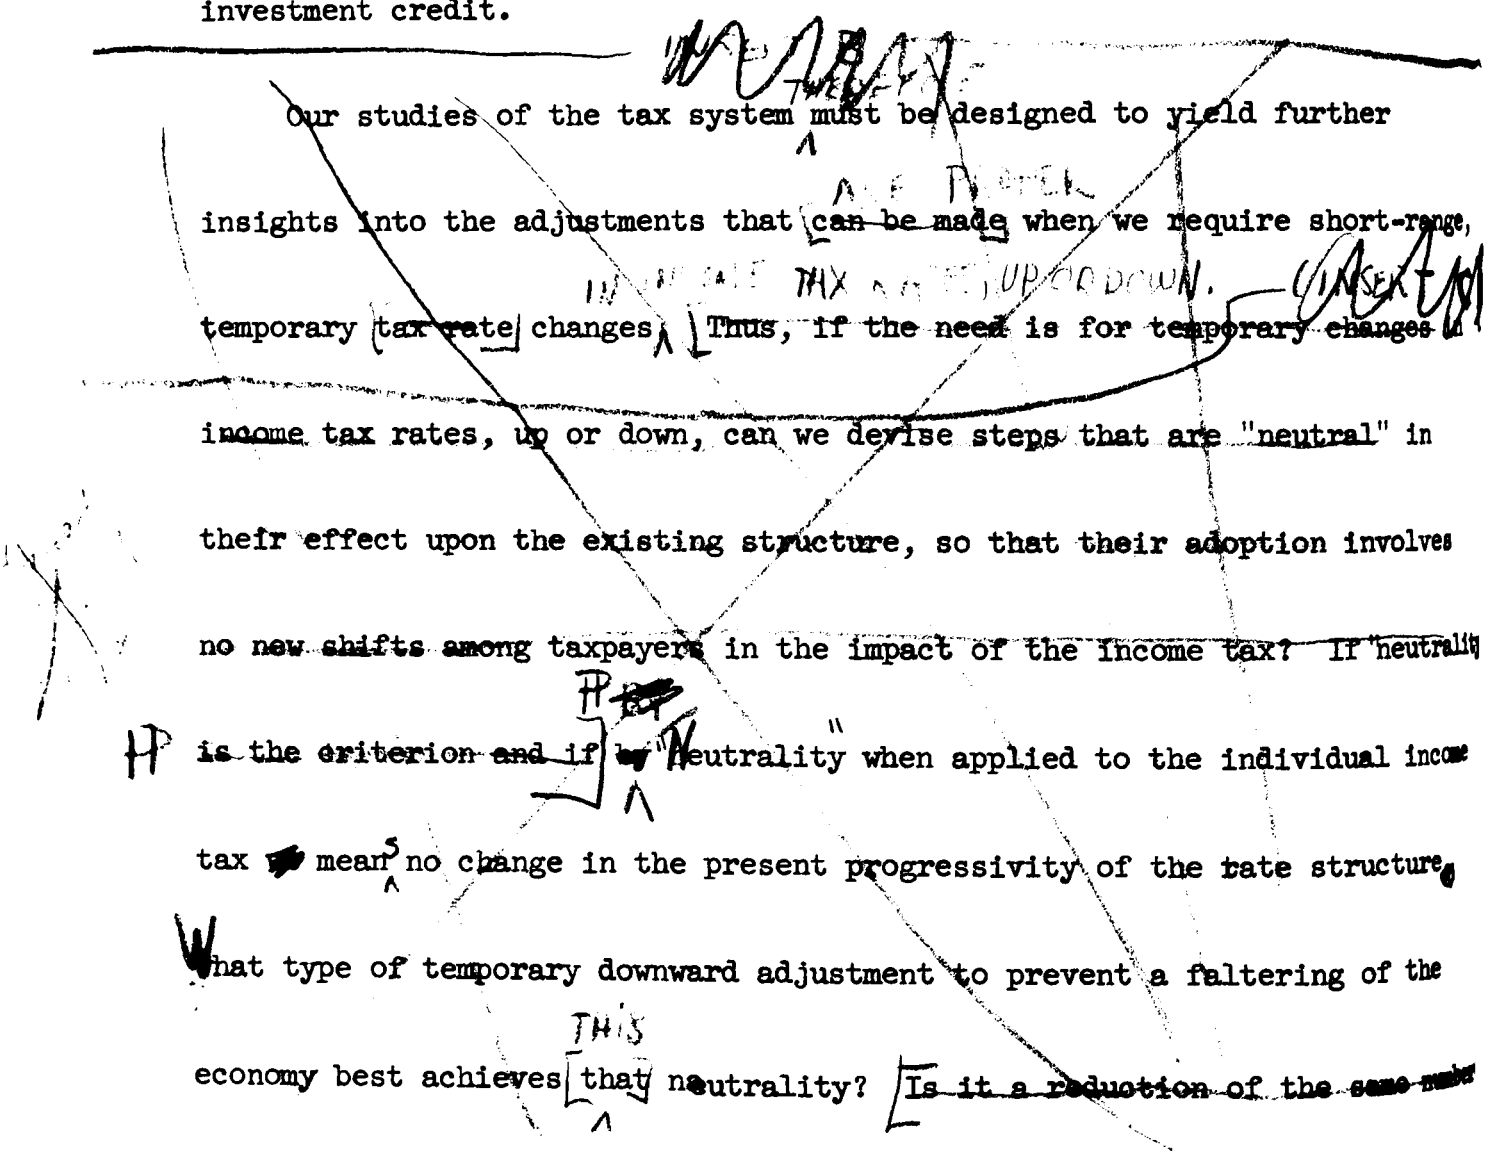 investment credit.
Our studies of the tax system must be designed to yield further
PROPER
insights into the adjustments that can be made when we require short-range,
TAX UP OR DOWN. INSERT
temporary tax rate changes. Thus, if the need is for temporary changes in
income tax rates, up or down, can we devise steps that are "neutral" in
their effect upon the existing structure, so that their adoption involves
no new shifts among taxpayers in the impact of the income tax? If "neutrality
is the criterion and if by "Neutrality" when applied to the individual income
tax means no change in the present progressivity of the rate structure.
What type of temporary downward adjustment to prevent a faltering of the
THIS
economy best achieves that neutrality? Is it a reduction of the same number